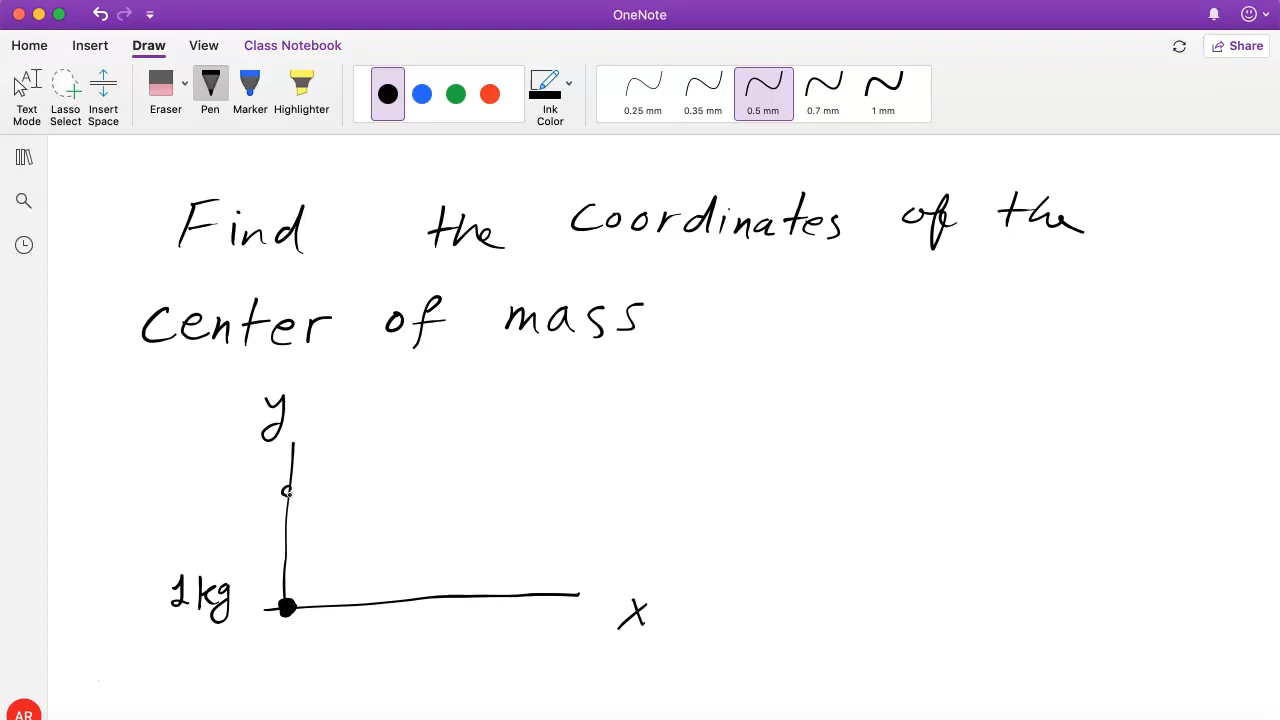 OneNote
Home Insert Draw View Class Notebook
Share
Text Mode
Lasso Select
Insert Space
Eraser
Pen
Marker
Highlighter
Ink Color
0.25 mm
0.35 mm
0.5 mm
0.7 mm
1 mm
Find the coordinates of the
center of mass
y
1 kg
x
AR